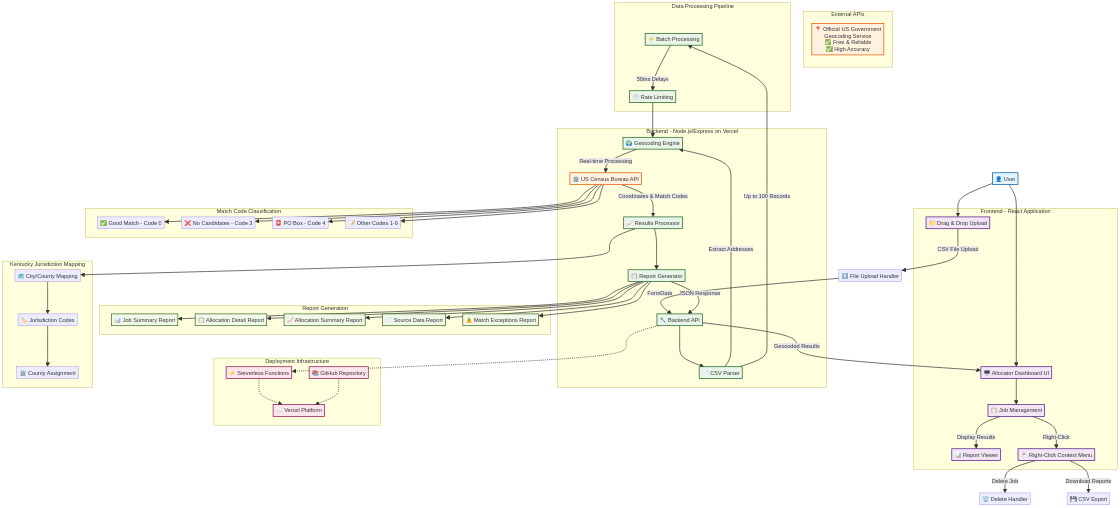 Data Processing Pipeline
⚡ Batch Processing
50ms Delays
Rate Limiting
External APIs
📍 Official US Government
Geocoding Service
✅ Free & Reliable
✅ High Accuracy
Backend - Node.js/Express on Vercel
🌍 Geocoding Engine
Real-time Processing
🏛️ US Census Bureau API
Coordinates & Match Codes
Up to 100 Records
📈 Results Processor
Extract Addresses
📋 Report Generator
FormData
JSON Response
🔧 Backend API
📄 CSV Parser
Geocoded Results
Match Code Classification
✅ Good Match - Code 0
❌ No Candidates - Code 3
📮 PO Box - Code 4
📝 Other Codes 1-9
Kentucky Jurisdiction Mapping
🗺️ City/County Mapping
🏷️ Jurisdiction Codes
🏛️ County Assignment
Report Generation
📊 Job Summary Report
📋 Allocation Detail Report
📈 Allocation Summary Report
📄 Source Data Report
⚠️ Match Exceptions Report
Deployment Infrastructure
⚡ Serverless Functions
📚 GitHub Repository
☁️ Vercel Platform
👤 User
Frontend - React Application
📁 Drag & Drop Upload
CSV File Upload
⬆️ File Upload Handler
🖥️ Allocator Dashboard UI
📋 Job Management
Display Results
Right-Click
📊 Report Viewer
🖱️ Right-Click Context Menu
Delete Job
Download Reports
🗑️ Delete Handler
💾 CSV Export